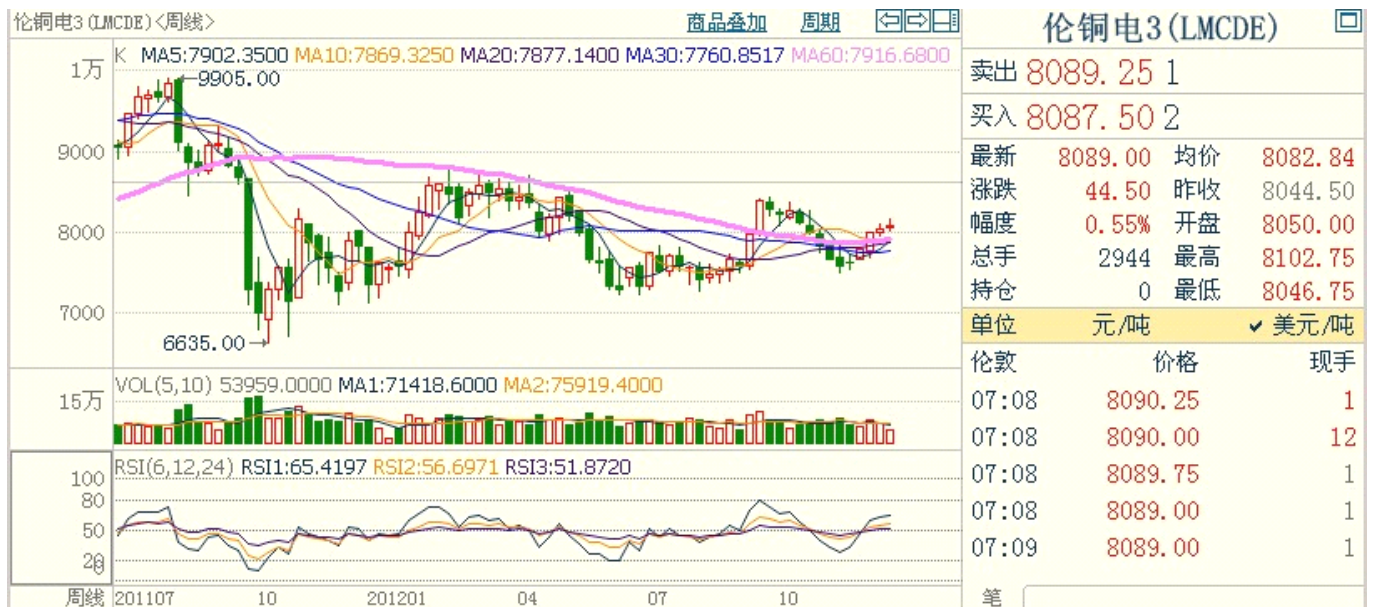 伦铜电3(LMCDE)<周线> 商品叠加 周期
K MA5:7902.3500 MA10:7869.3250 MA20:7877.1400 MA30:7760.8517 MA60:7916.6800
1万
9905.00
9000
8000
7000
6635.00
VOL(5,10) 53959.0000 MA1:71418.6000 MA2:75919.4000
15万
RSI(6,12,24) RSI1:65.4197 RSI2:56.6971 RSI3:51.8720
100
80
50
20
0
周线 201107 10 201201 04 07 10
伦铜电3(LMCDE)
卖出 8089.25 1
买入 8087.50 2
最新 8089.00 均价 8082.84
涨跌 44.50 昨收 8044.50
幅度 0.55% 开盘 8050.00
总手 2944 最高 8102.75
持仓 0 最低 8046.75
单位 元/吨 ✓ 美元/吨
伦敦 价格 现手
07:08 8090.25 1
07:08 8090.00 12
07:08 8089.75 1
07:08 8089.00 1
07:09 8089.00 1
笔